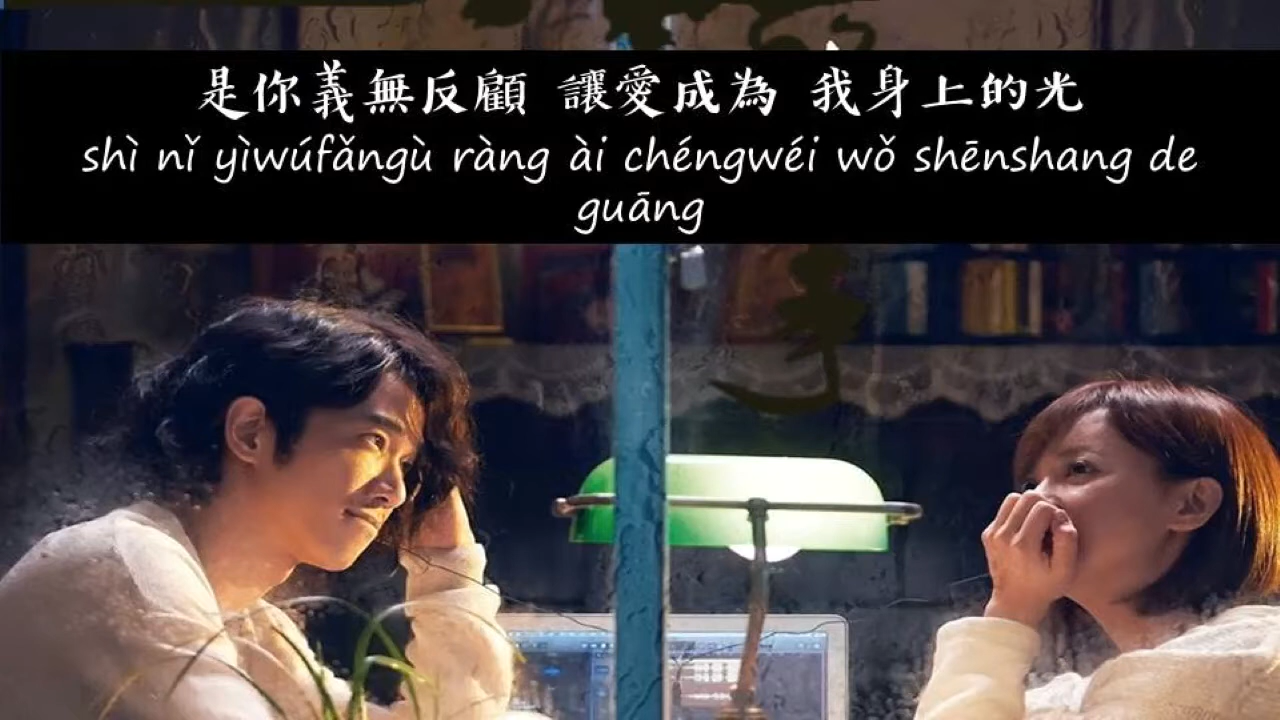 是你義無反顧 讓愛成為 我身上的光
shì nǐ yìwúfǎngù ràng ài chéngwéi wǒ shēnshang de
guāng